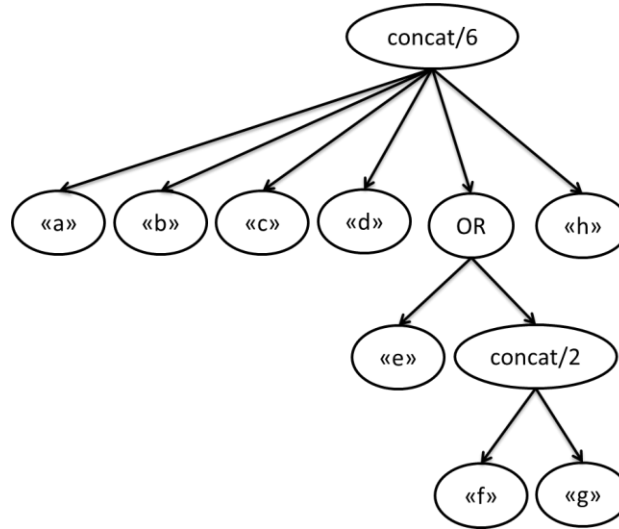 concat/6
«a» «b» «c» «d» OR «h»
«e» concat/2
«f» «g»